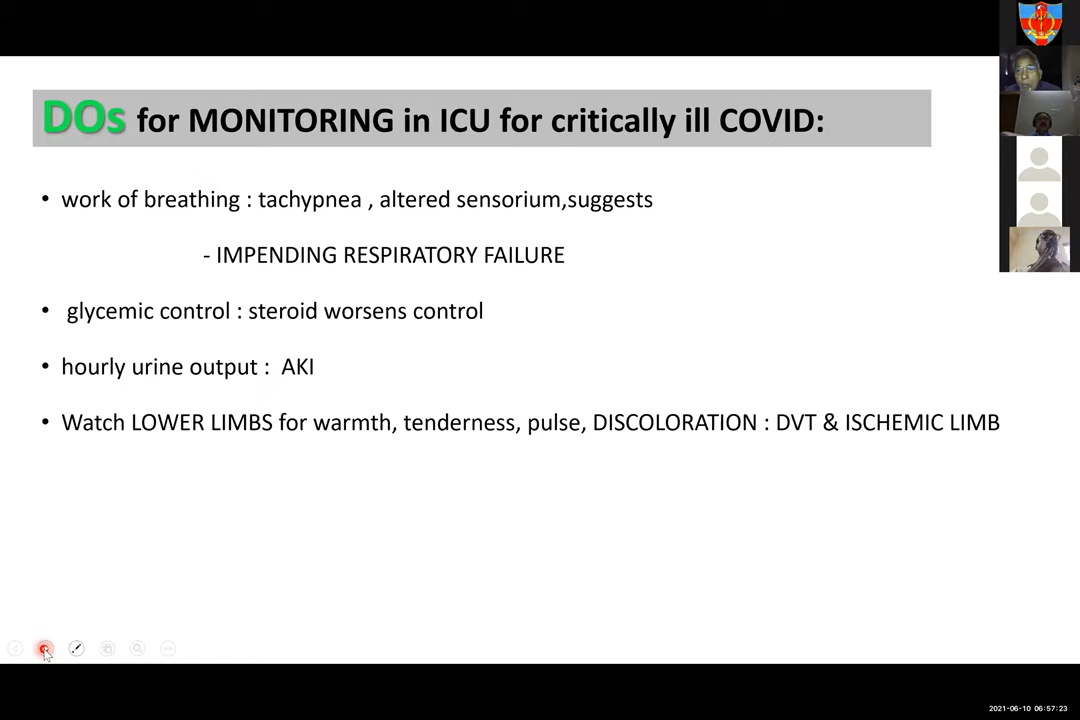 DOs for MONITORING in ICU for critically ill COVID:
• work of breathing : tachypnea , altered sensorium,suggests
- IMPENDING RESPIRATORY FAILURE
• glycemic control : steroid worsens control
• hourly urine output : AKI
• Watch LOWER LIMBS for warmth, tenderness, pulse, DISCOLORATION : DVT & ISCHEMIC LIMB
2021-06-10 06:57:23